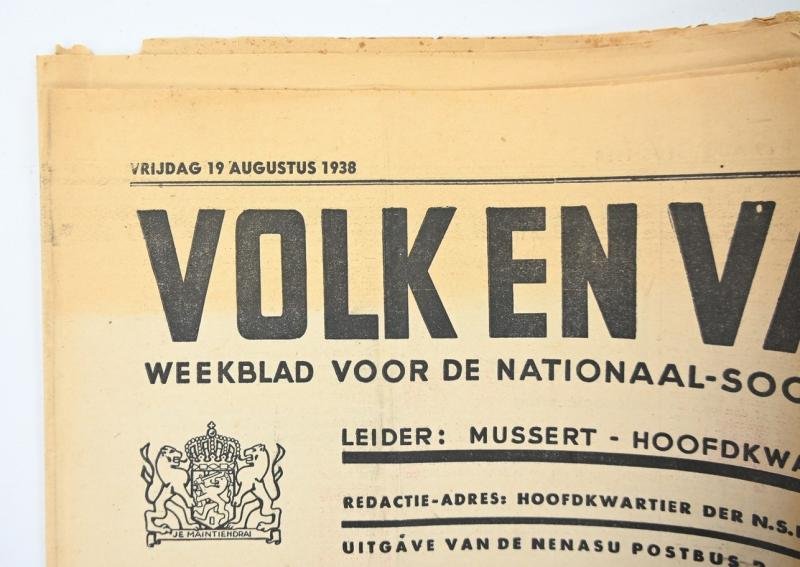 VRIJDAG 19 AUGUSTUS 1938
VOLK EN VA
WEEKBLAD VOOR DE NATIONAAL-SOC
LEIDER: MUSSERT - HOOFDKWA
REDACTIE-ADRES: HOOFDKWARTIER DER N.S.
UITGAVE VAN DE NENASU POSTBUS
JE MAINTIENDRAI